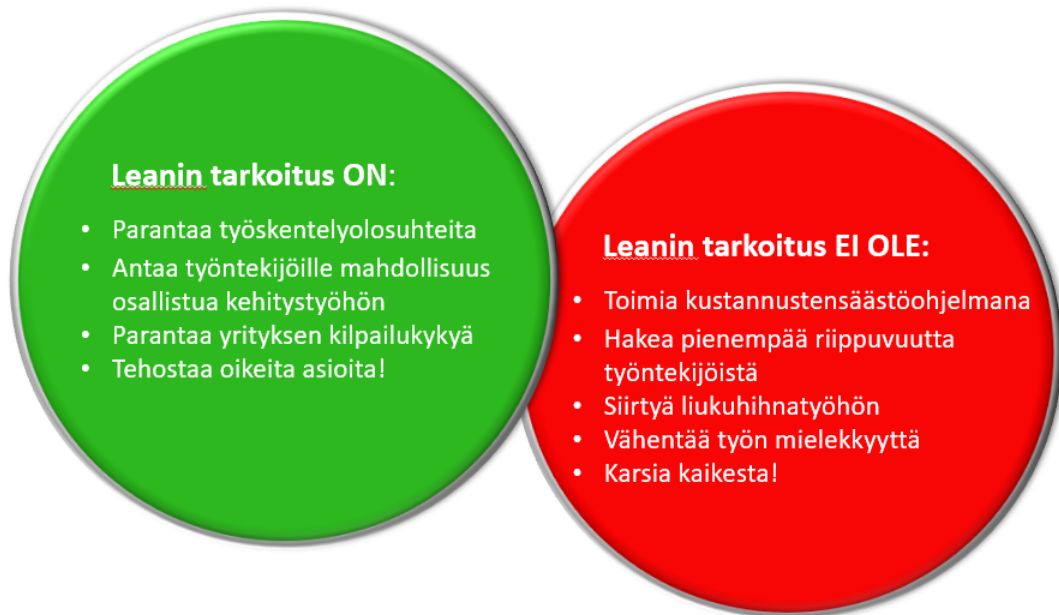 Leanin tarkoitus ON:
• Parantaa työskentelyolosuhteita
• Antaa työntekijöille mahdollisuus
osallistua kehitystyöhön
• Parantaa yrityksen kilpailukykyä
• Tehostaa oikeita asioita!
Leanin tarkoitus EI OLE:
• Toimia kustannustensäästöohjelmana
• Hakea pienempää riippuvuutta
työntekijöistä
• Siirtyä liukuhihnatyöhön
• Vähentää työn mielekkyyttä
• Karsia kaikesta!